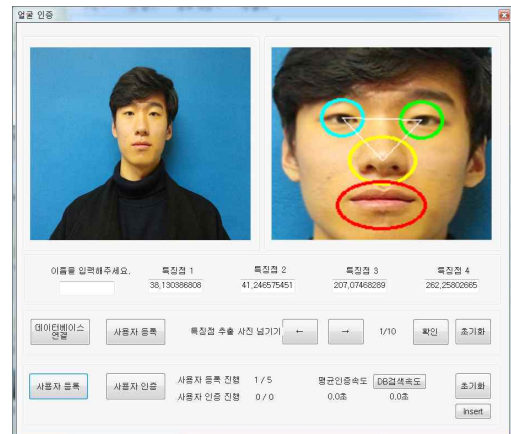 얼굴 인증
이름을 입력해주세요. 특징점 1 특징점 2 특징점 3 특징점 4
38,130386808 41,246575451 207,07468289 262,25802665
데이터베이스 연결 사용자 등록 특징점 추출 사진 넘기기 ← → 1/10 확인 초기화
사용자 등록 사용자 인증 사용자 등록 진행 1 / 5 평균인증속도 DB검색속도 초기화
사용자 인증 진행 0 / 0 0.0초 0.0초 Insert